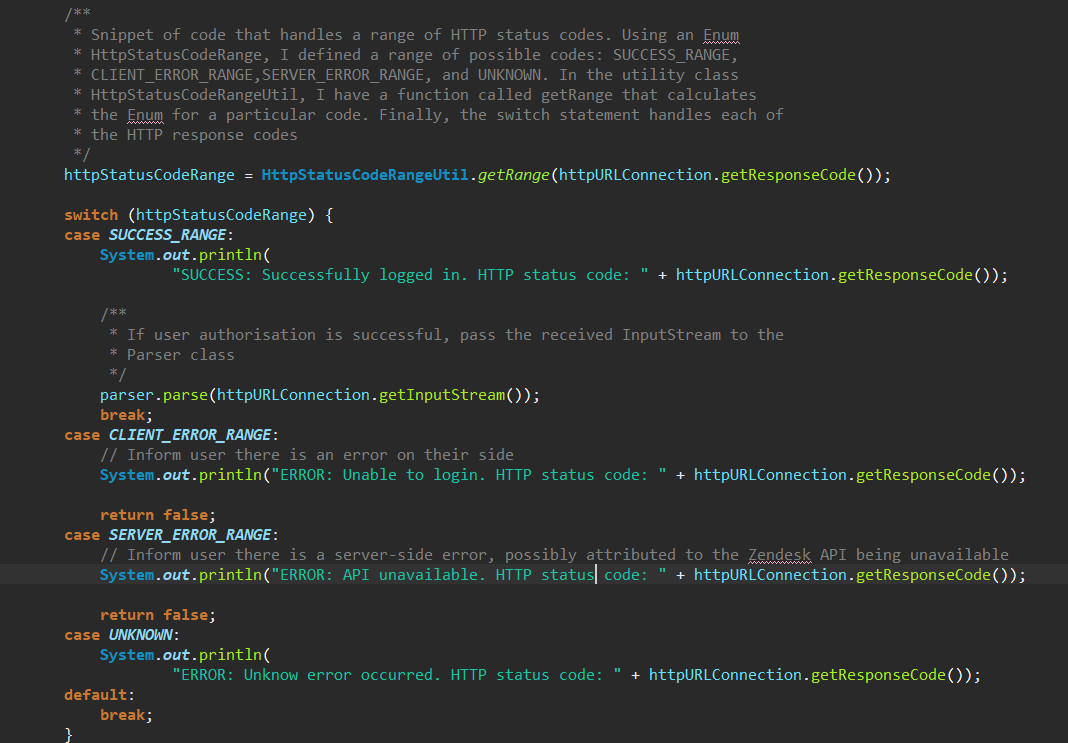 /**
 * Snippet of code that handles a range of HTTP status codes. Using an Enum
 * HttpStatusCodeRange, I defined a range of possible codes: SUCCESS_RANGE,
 * CLIENT_ERROR_RANGE,SERVER_ERROR_RANGE, and UNKNOWN. In the utility class
 * HttpStatusCodeRangeUtil, I have a function called getRange that calculates
 * the Enum for a particular code. Finally, the switch statement handles each of
 * the HTTP response codes
 */
httpStatusCodeRange = HttpStatusCodeRangeUtil.getRange(httpURLConnection.getResponseCode());

switch (httpStatusCodeRange) {
case SUCCESS_RANGE:
    System.out.println(
            "SUCCESS: Successfully logged in. HTTP status code: " + httpURLConnection.getResponseCode());

    /**
     * If user authorisation is successful, pass the received InputStream to the
     * Parser class
     */
    parser.parse(httpURLConnection.getInputStream());
    break;
case CLIENT_ERROR_RANGE:
    // Inform user there is an error on their side
    System.out.println("ERROR: Unable to login. HTTP status code: " + httpURLConnection.getResponseCode());

    return false;
case SERVER_ERROR_RANGE:
    // Inform user there is a server-side error, possibly attributed to the Zendesk API being unavailable
    System.out.println("ERROR: API unavailable. HTTP status code: " + httpURLConnection.getResponseCode());

    return false;
case UNKNOWN:
    System.out.println(
            "ERROR: Unknow error occurred. HTTP status code: " + httpURLConnection.getResponseCode());
default:
    break;
}